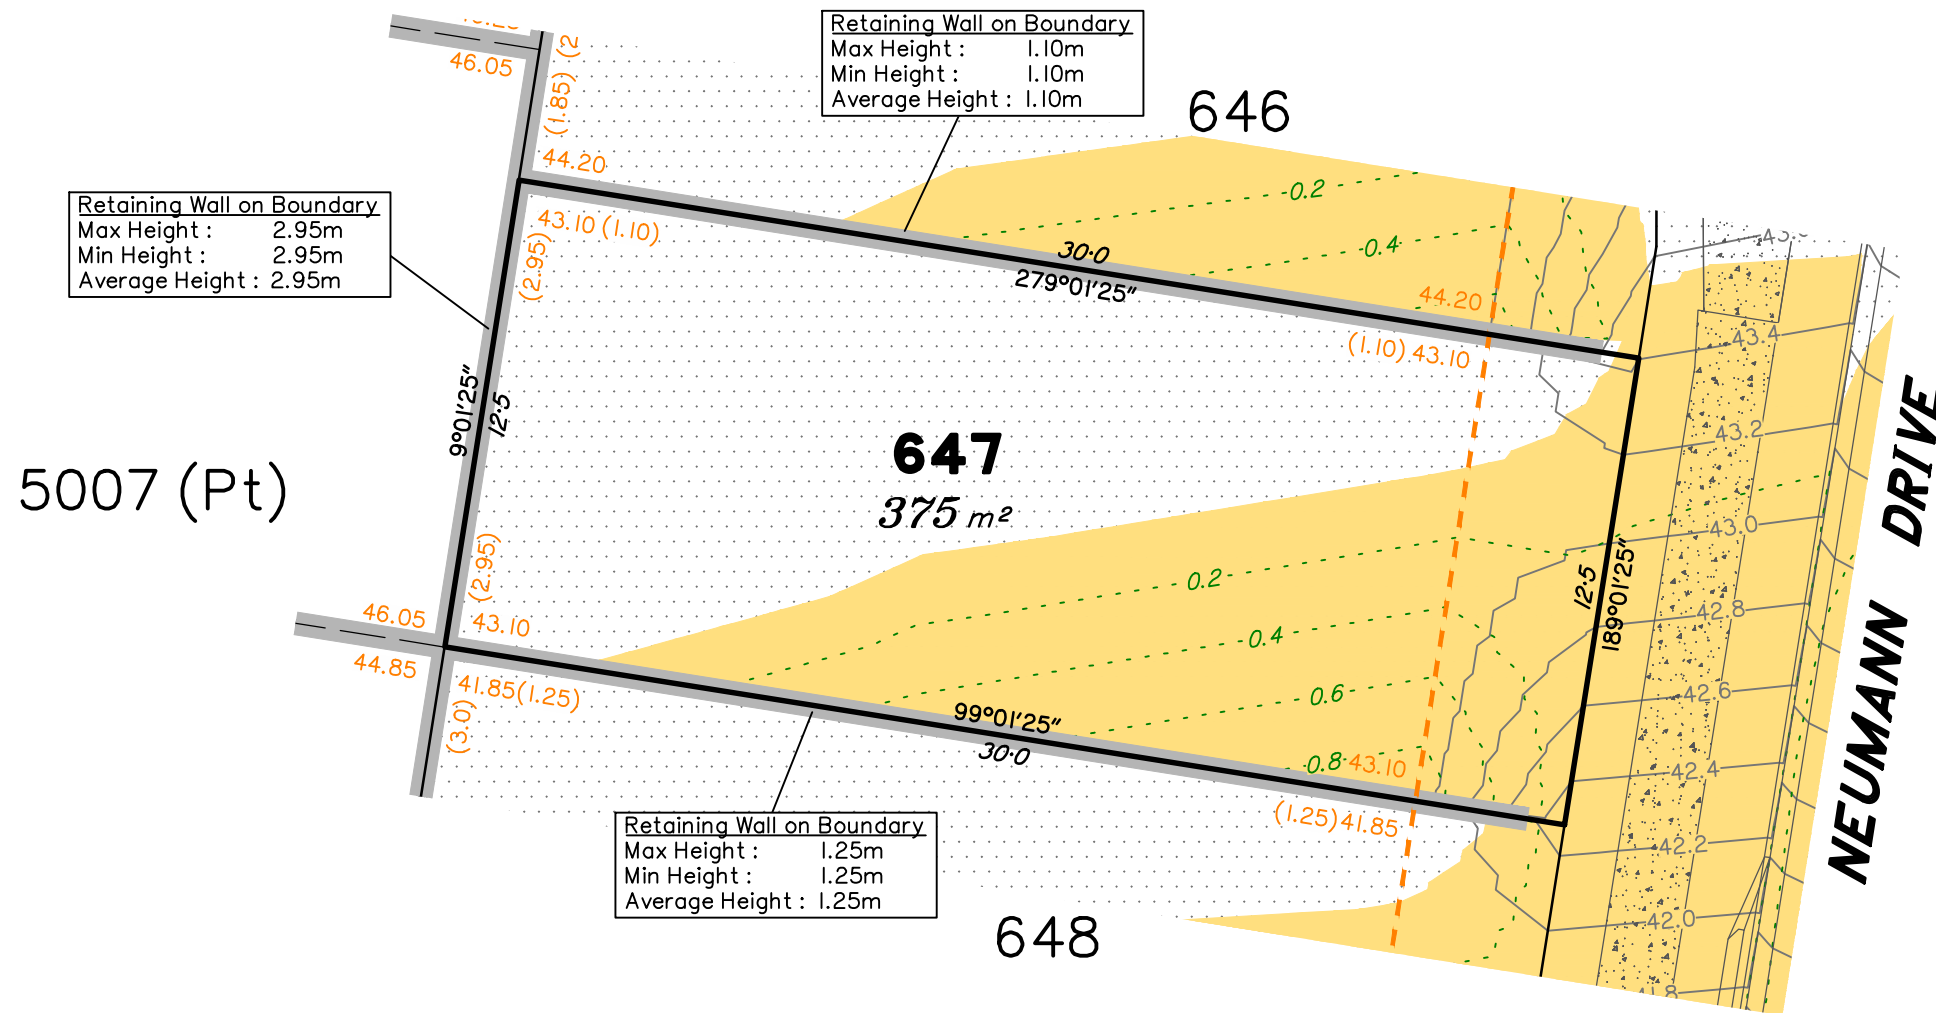 Retaining Wall on Boundary
Max Height : 1.10m
Min Height : 1.10m
Average Height : 1.10m
46.05
(2
(1.85)
646
44.20
Retaining Wall on Boundary
Max Height : 2.95m
Min Height : 2.95m
Average Height : 2.95m
43.10 (1.10)
(2.95)
0.2
0.4
30·0
279°01'25"
44.20
(1.10) 43.10
43.4
43.2
43.0
42.8
42.6
42.4
42.2
42.0
9°01'25"
12·5
647
375 m²
5007 (Pt)
NEUMANN DRIVE
(2.95)
46.05
43.10
44.85
41.85(1.25)
(3.0)
0.2
0.4
0.6
0.8
12·5
189°01'25"
99°01'25"
30·0
43.10
(1.25)41.85
Retaining Wall on Boundary
Max Height : 1.25m
Min Height : 1.25m
Average Height : 1.25m
648